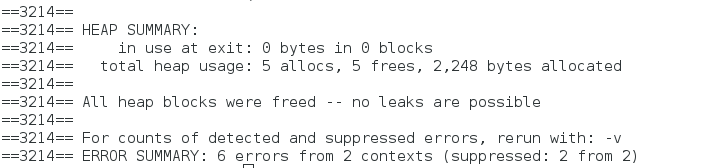 ==3214==
==3214== HEAP SUMMARY:
==3214==     in use at exit: 0 bytes in 0 blocks
==3214==   total heap usage: 5 allocs, 5 frees, 2,248 bytes allocated
==3214==
==3214== All heap blocks were freed -- no leaks are possible
==3214==
==3214== For counts of detected and suppressed errors, rerun with: -v
==3214== ERROR SUMMARY: 6 errors from 2 contexts (suppressed: 2 from 2)